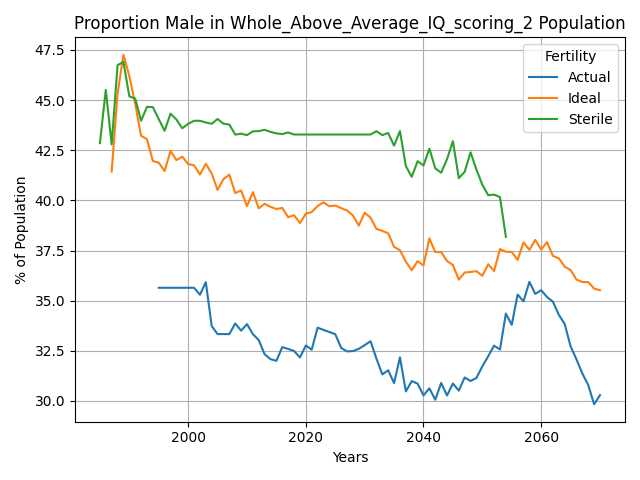 Proportion Male in Whole_Above_Average_IQ_scoring_2 Population
47.5
45.0
42.5
40.0
37.5
35.0
32.5
30.0
% of Population
Fertility
Actual
Ideal
Sterile
2000
2020
2040
2060
Years